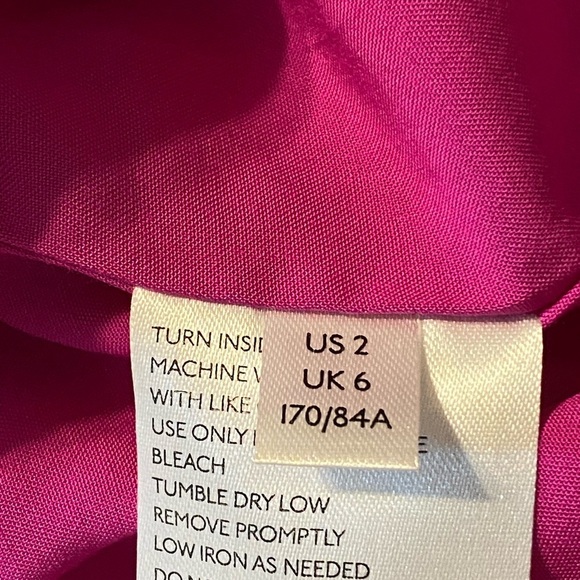 US 2
UK 6
170/84A
TURN INSI
MACHINE
WITH LIKE
USE ONLY
BLEACH
TUMBLE DRY LOW
REMOVE PROMPTLY
LOW IRON AS NEEDED